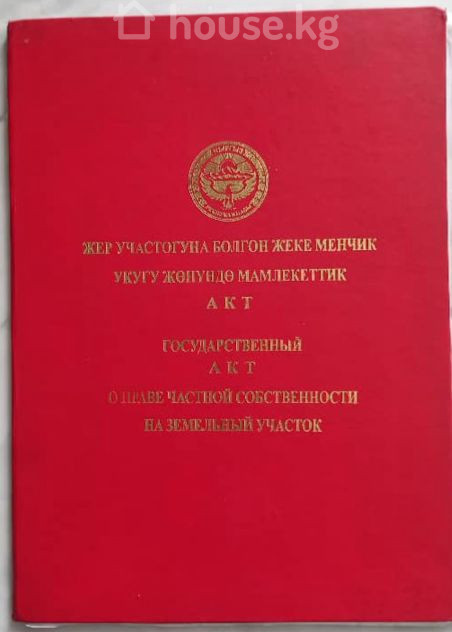 house.kg
ЖЕР УЧАСТОГУНА БОЛГОН ЖЕКЕ МЕНЧИК
УКУГУ ЖӨНҮНДӨ МАМЛЕКЕТТИК
АКТ
ГОСУДАРСТВЕННЫЙ
АКТ
О ПРАВЕ ЧАСТНОЙ СОБСТВЕННОСТИ
НА ЗЕМЕЛЬНЫЙ УЧАСТОК